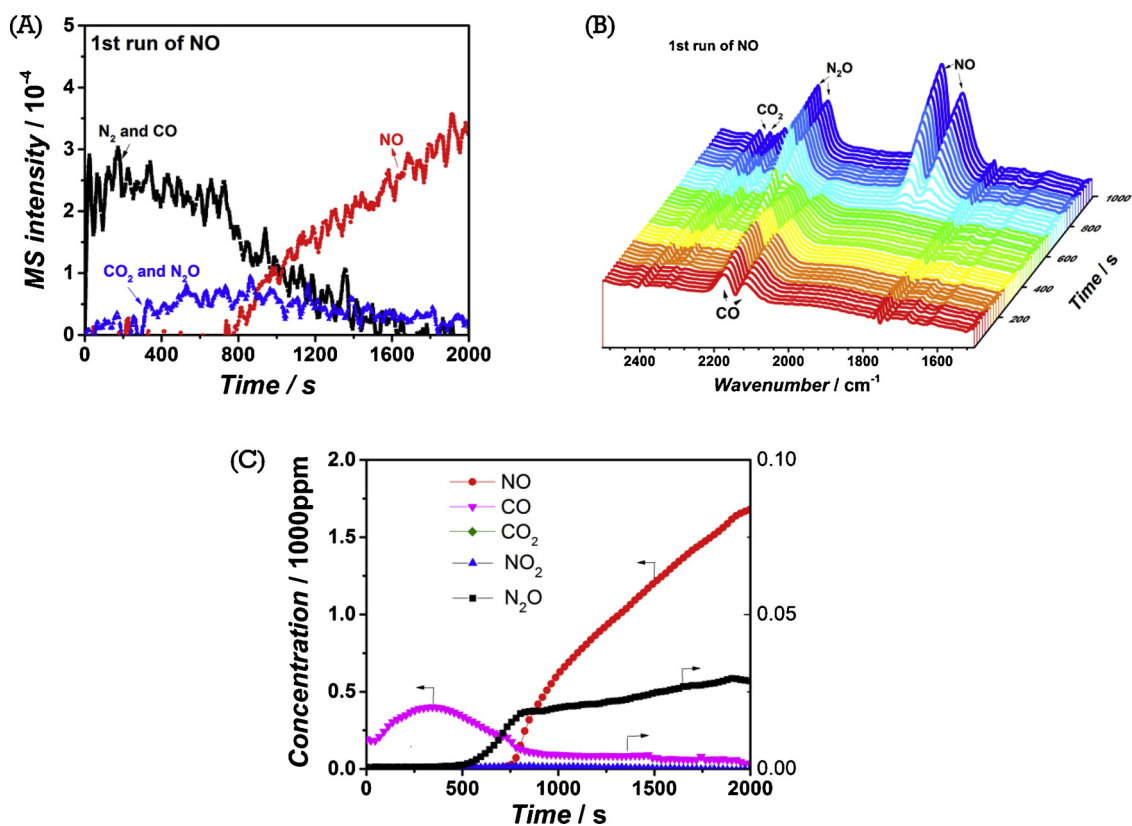 (A)
1st run of NO
MS intensity / 10⁻⁴
5
4
3
2
1
0
N₂ and CO
NO
CO₂ and N₂O
0 400 800 1200 1600 2000
Time / s
(B)
1st run of NO
N₂O
NO
CO₂
CO
1000
800
600
400
200
Time / s
2400 2200 2000 1800 1600
Wavenumber / cm⁻¹
(C)
Concentration / 1000ppm
2.0
1.5
1.0
0.5
0.0
NO
CO
CO₂
NO₂
N₂O
0.10
0.05
0.00
0 500 1000 1500 2000
Time / s